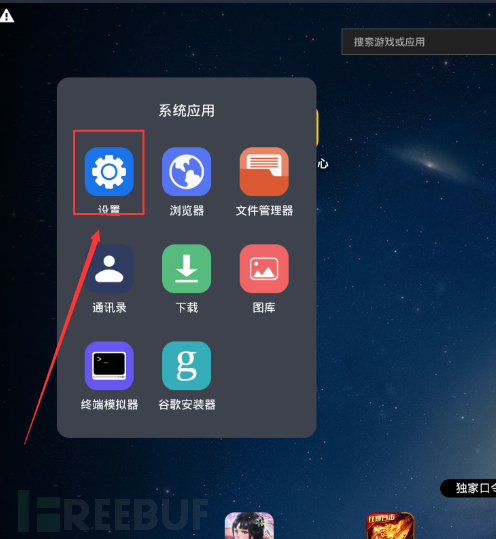 搜索游戏或应用
系统应用
心
设置
浏览器
文件管理器
通讯录
下载
图库
>_
终端模拟器
g
谷歌安装器
独家口令
FREEBUF